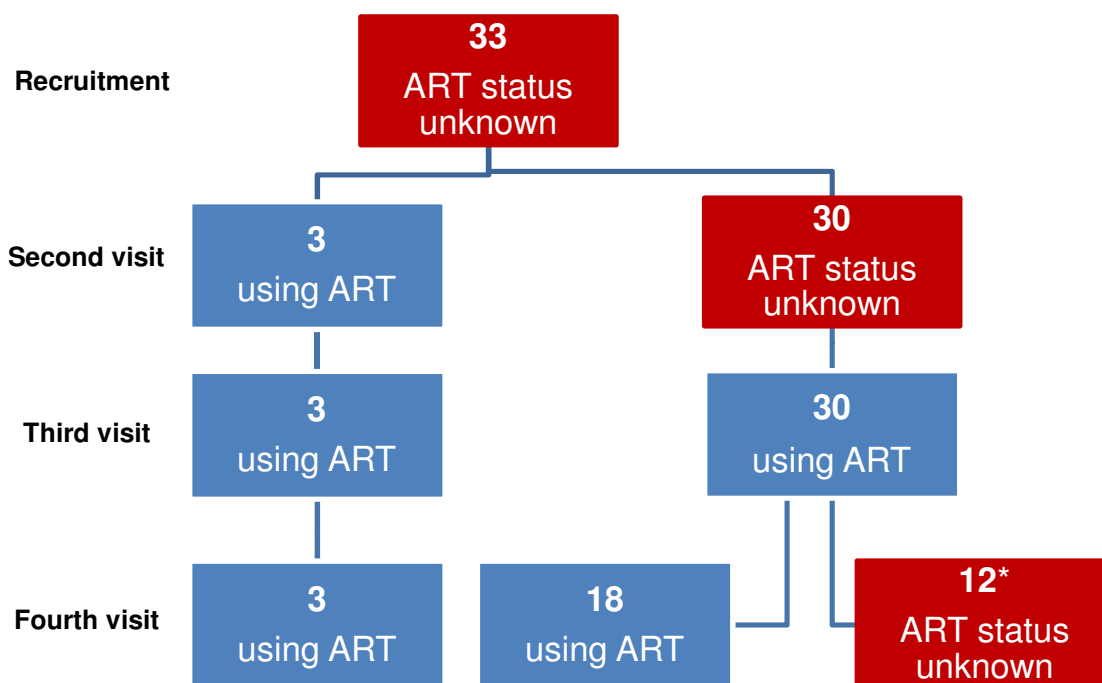 33
Recruitment
ART status
unknown
Second visit
3
using ART
30
ART status
unknown
Third visit
3
using ART
30
using ART
Fourth visit
3
using ART
18
using ART
12*
ART status
unknown